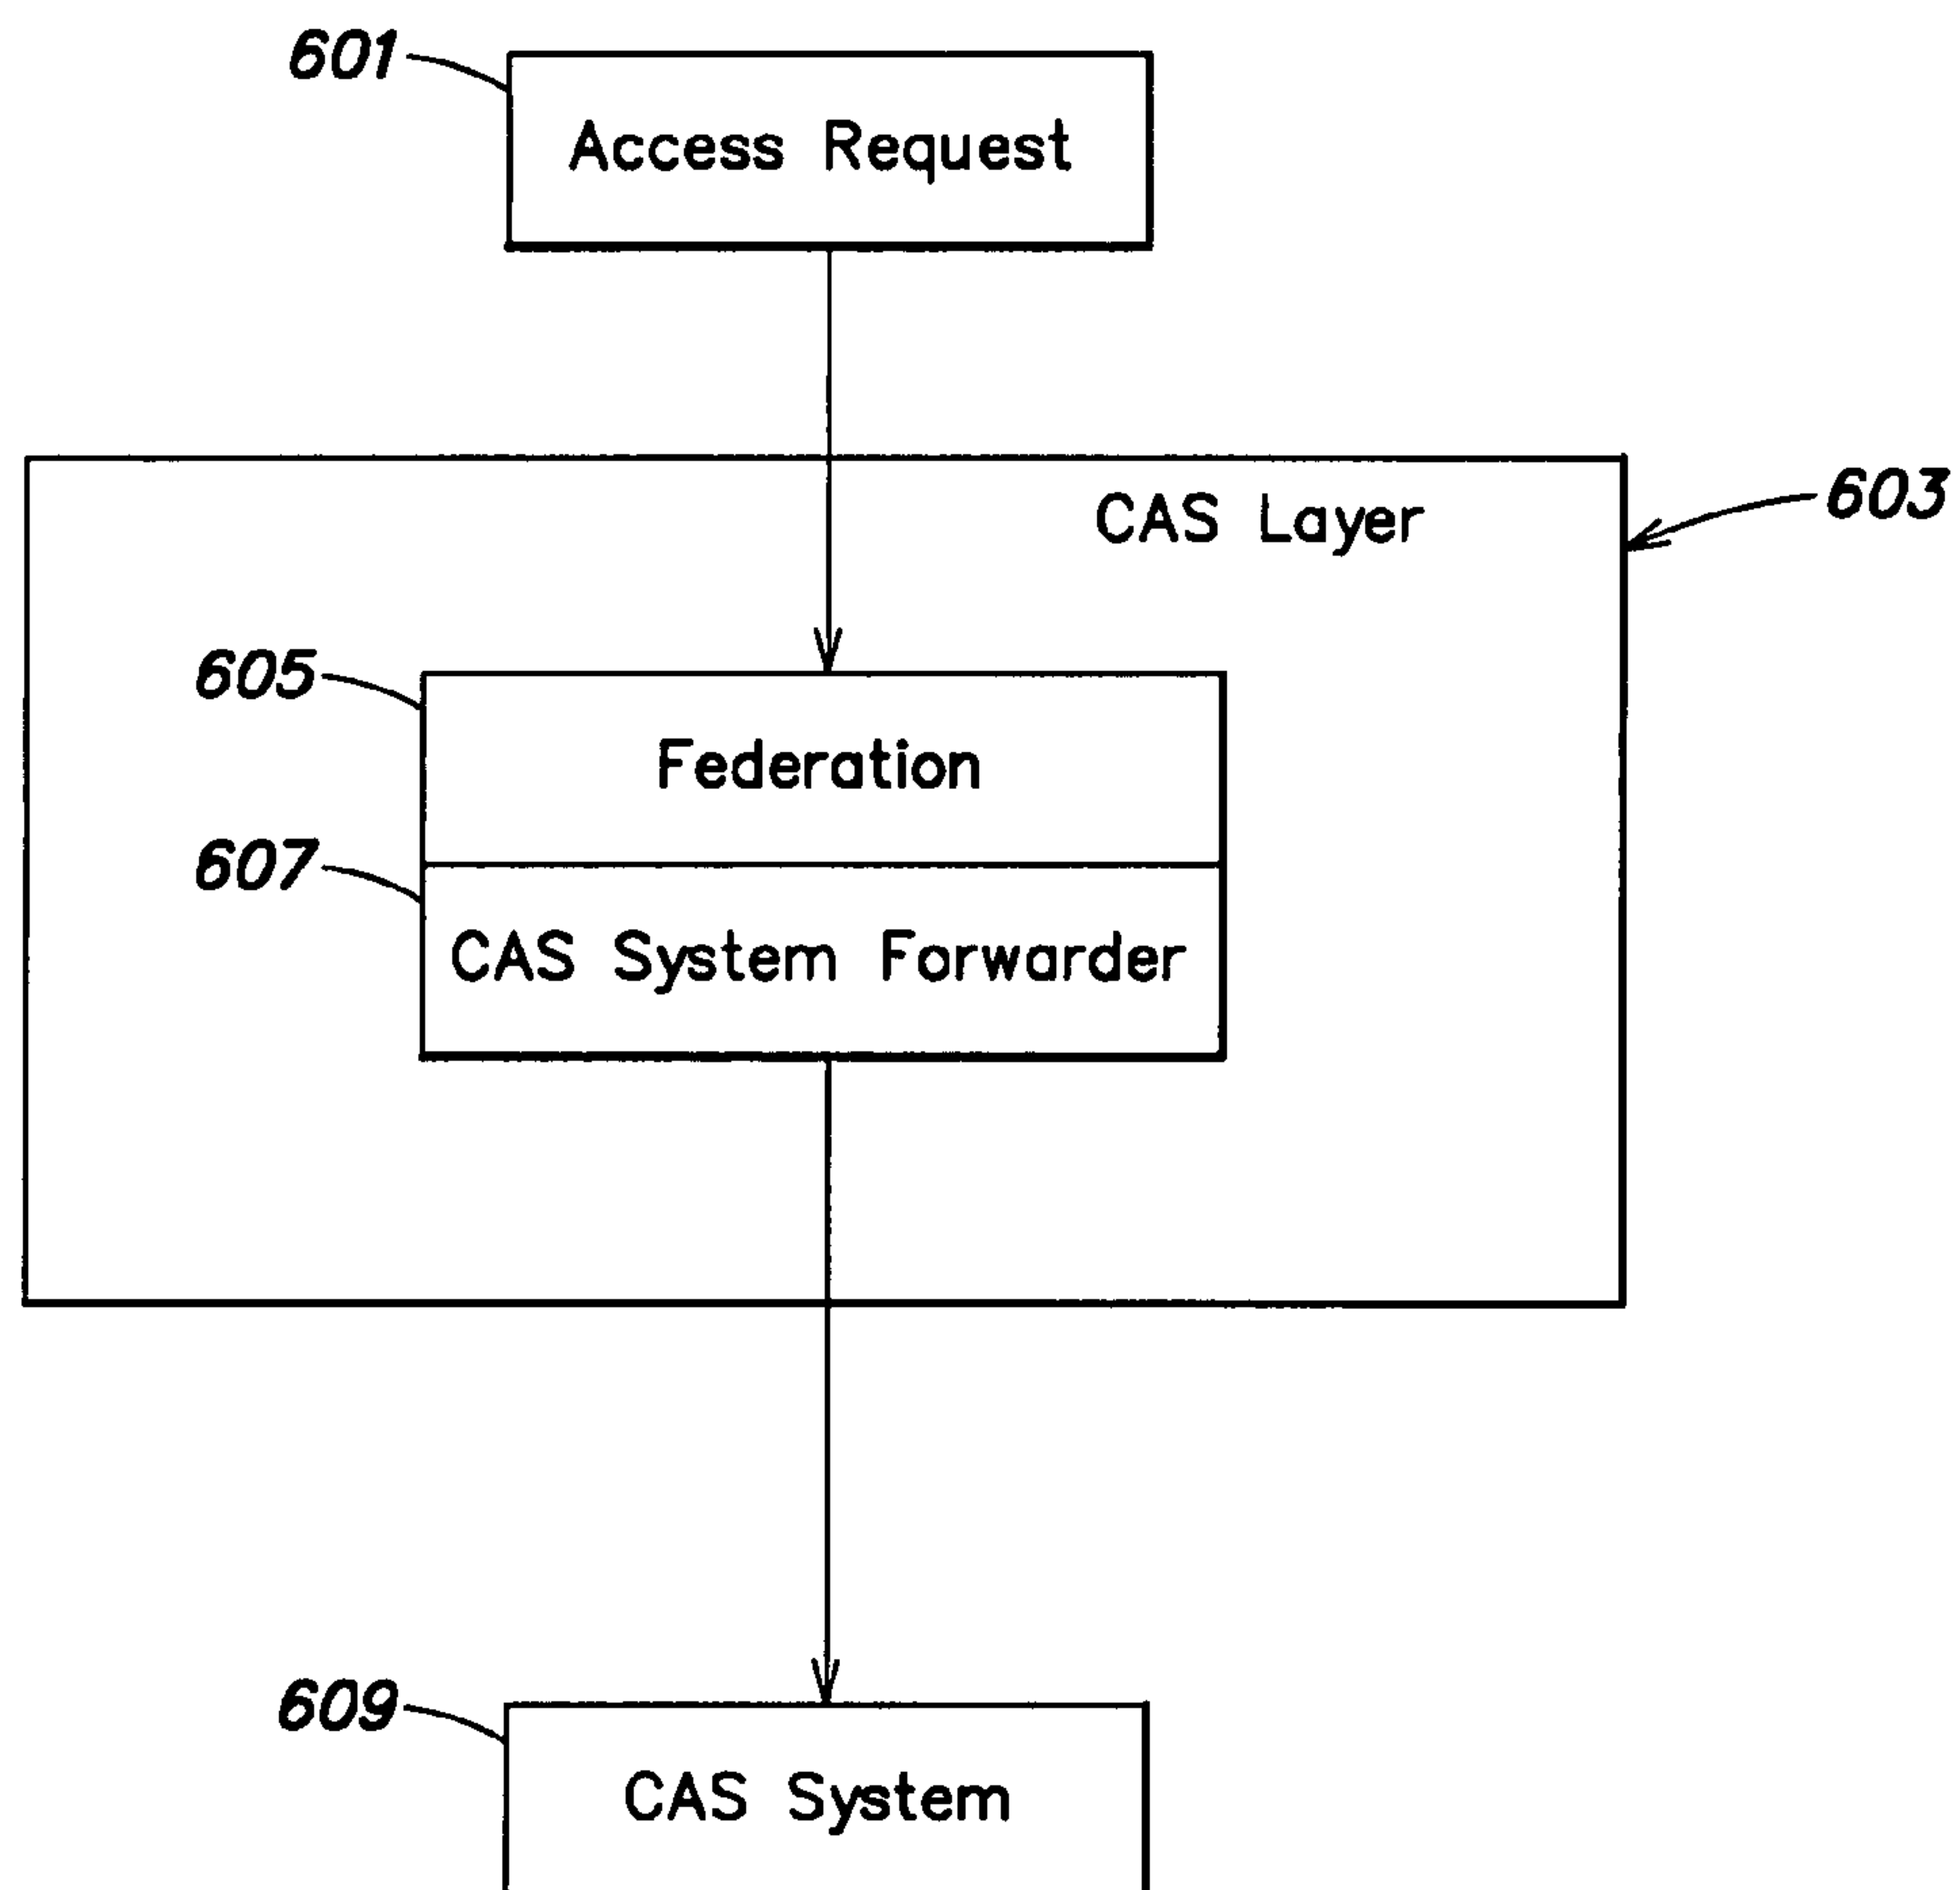 601
Access Request
CAS Layer
603
605
Federation
607
CAS System Forwarder
609
CAS System